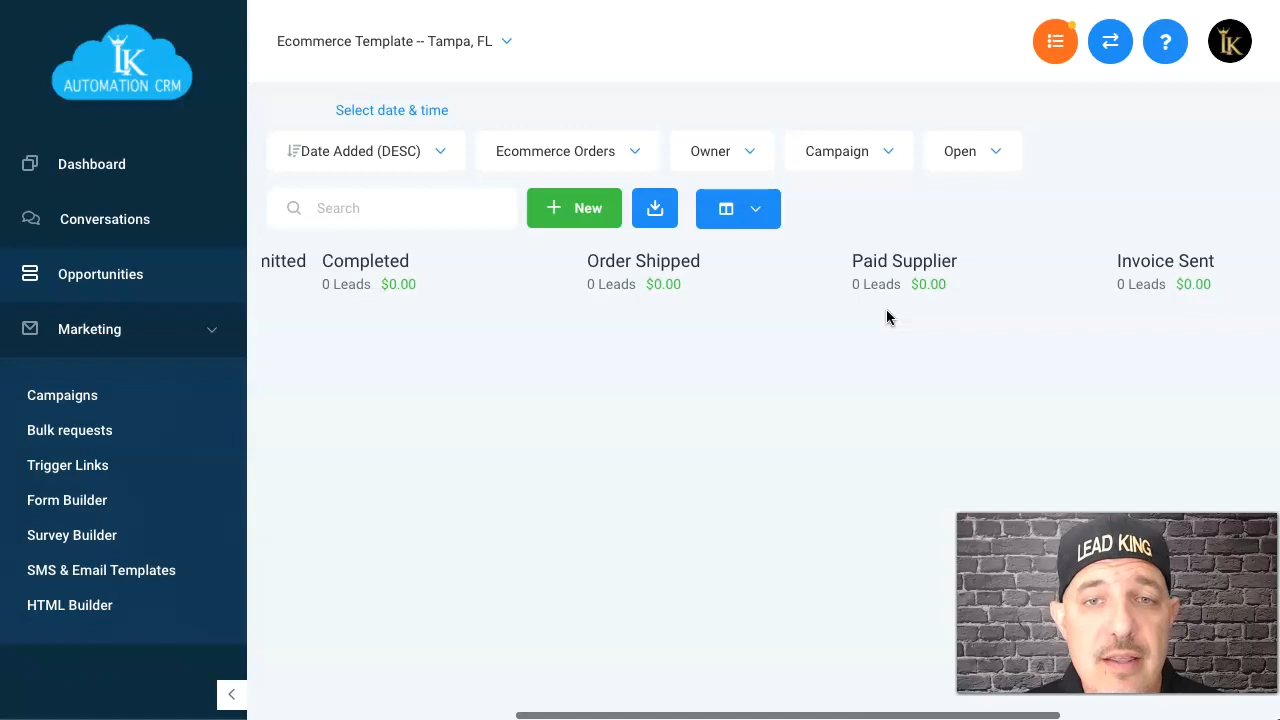 LK
AUTOMATION CRM
Dashboard
Conversations
Opportunities
Marketing
Campaigns
Bulk requests
Trigger Links
Form Builder
Survey Builder
SMS & Email Templates
HTML Builder
Ecommerce Template -- Tampa, FL
?
LK
Select date & time
Date Added (DESC)
Ecommerce Orders
Owner
Campaign
Open
Search
+ New
nitted
Completed
0 Leads $0.00
Order Shipped
0 Leads $0.00
Paid Supplier
0 Leads $0.00
Invoice Sent
0 Leads $0.00
LEAD KING